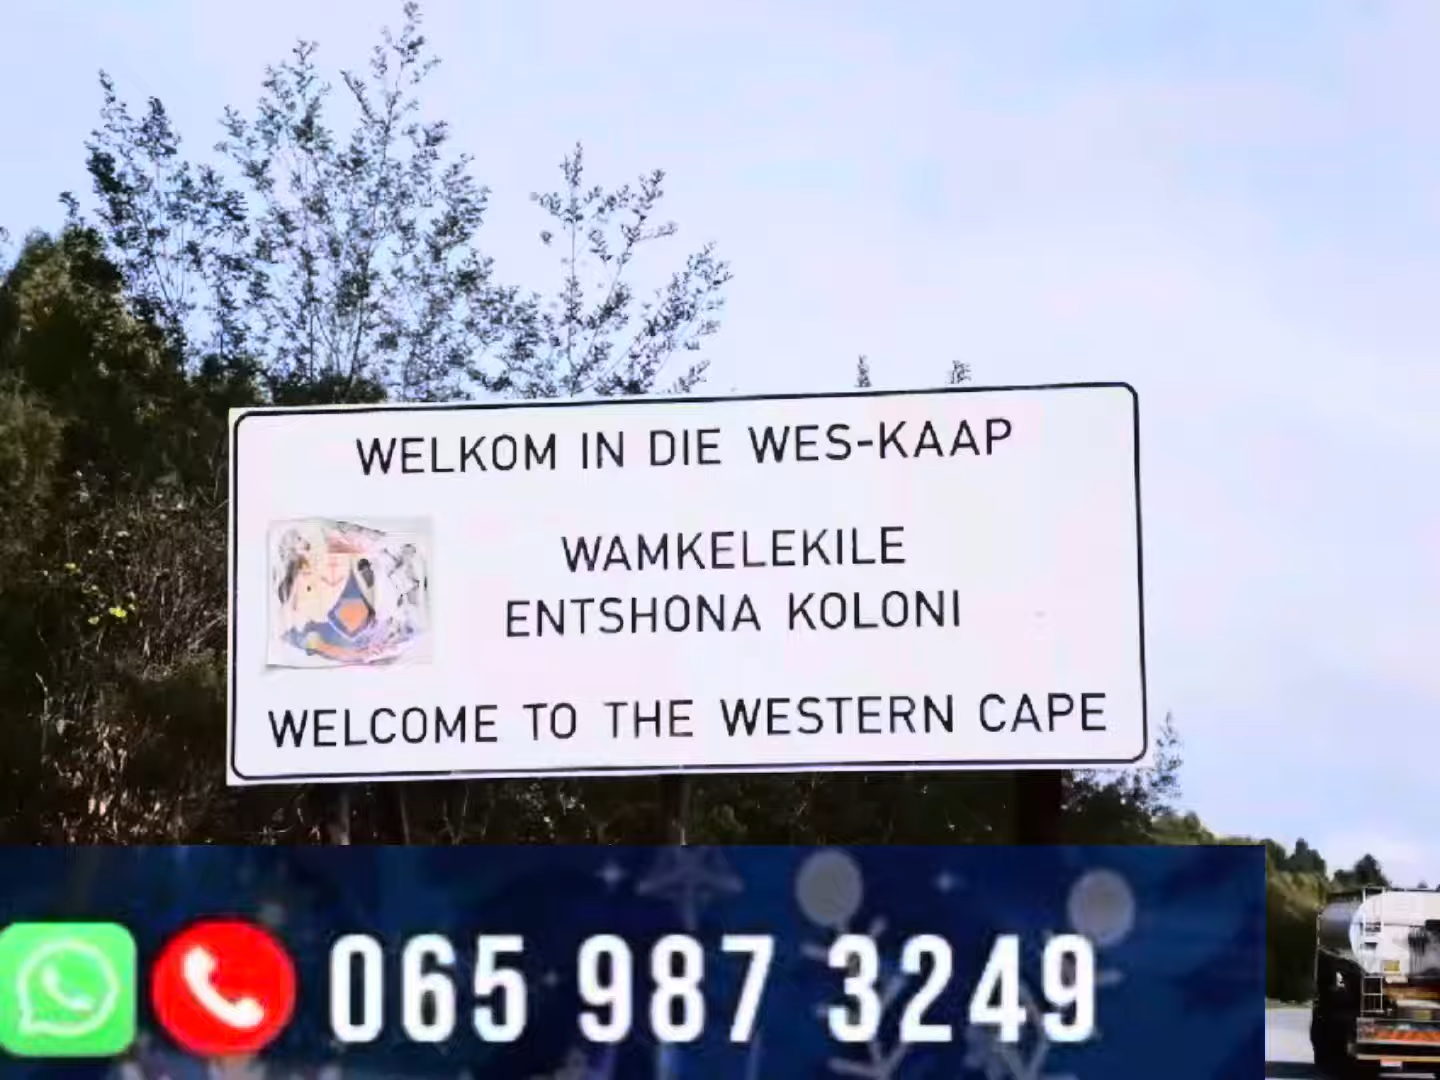 WELKOM IN DIE WES-KAAP
WAMKELEKILE
ENTSHONA KOLONI
WELCOME TO THE WESTERN CAPE
065 987 3249